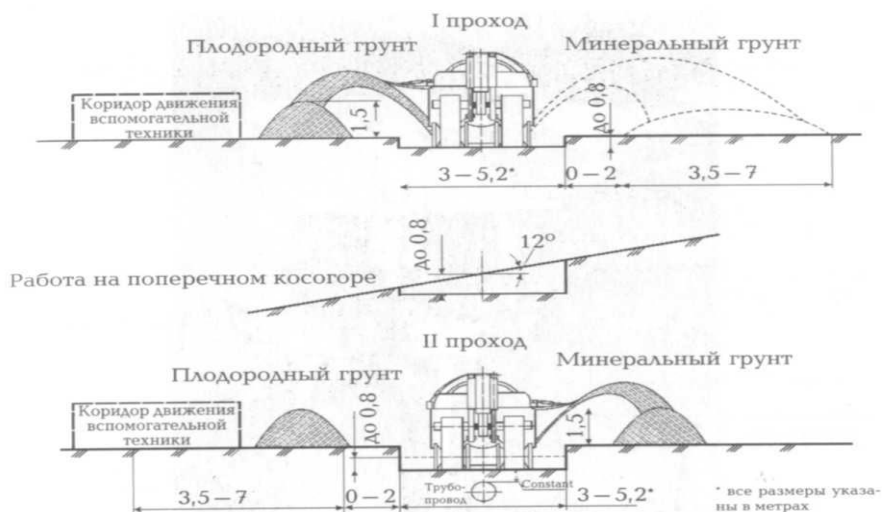 I проход
Плодородный грунт
Минеральный грунт
Коридор движения
вспомогательной
техники
1,5
до 0,8
3 – 5,2*
0 – 2
3,5 – 7
до 0,8
12°
Работа на поперечном косогоре
II проход
Плодородный грунт
Минеральный грунт
Коридор движения
вспомогательной
техники
до 0,8
1,5
Трубо-
провод
Constant
3,5 – 7
0 – 2
3 – 5,2*
* все размеры указа-
ны в метрах